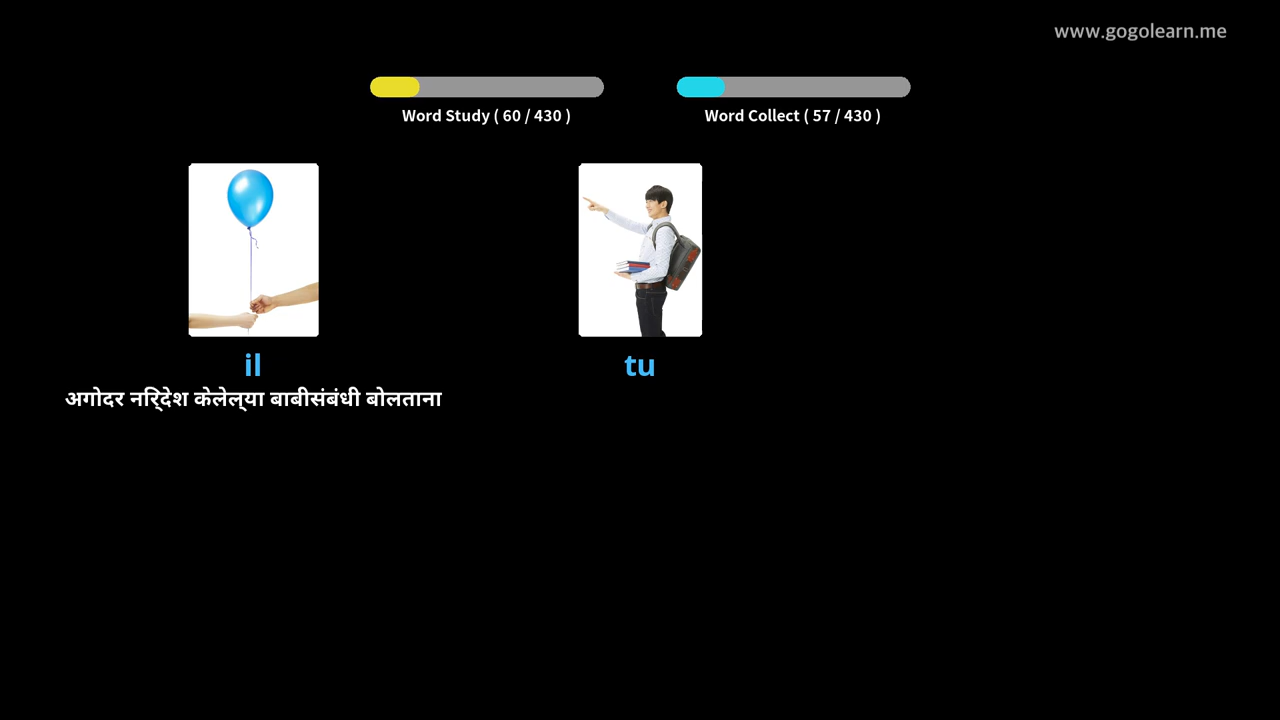 www.gogolearn.me
Word Study ( 60 / 430 )
Word Collect ( 57 / 430 )
il
tu
अगोदर निर्देश केलेल्या बाबीसंबंधी बोलताना